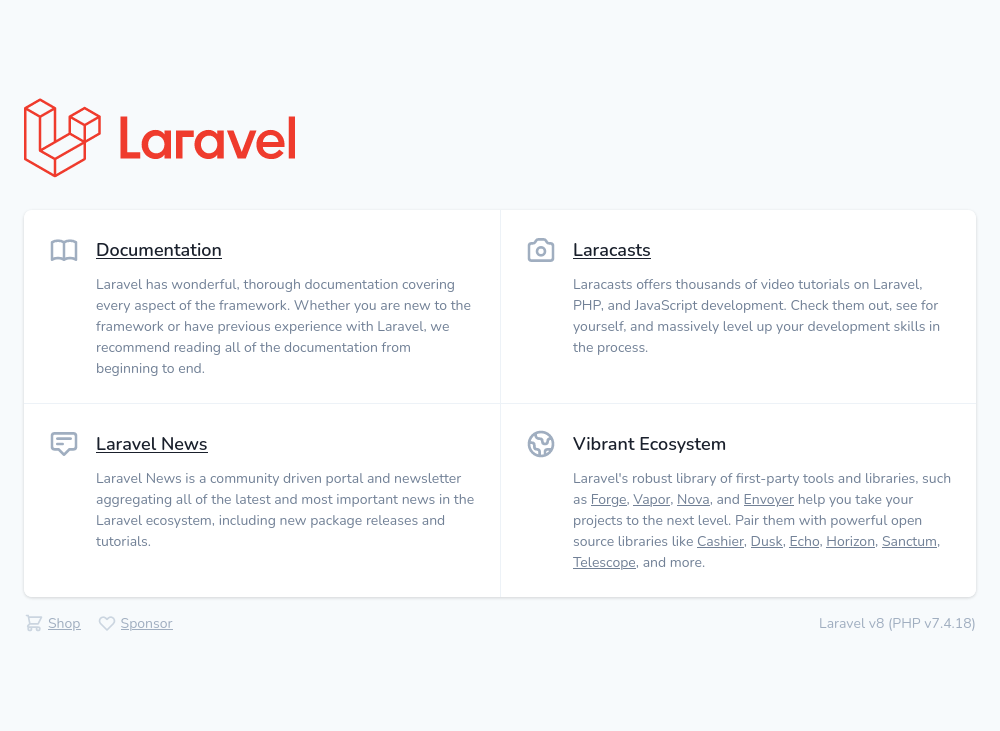 Laravel
Documentation
Laravel has wonderful, thorough documentation covering
every aspect of the framework. Whether you are new to the
framework or have previous experience with Laravel, we
recommend reading all of the documentation from
beginning to end.
Laracasts
Laracasts offers thousands of video tutorials on Laravel,
PHP, and JavaScript development. Check them out, see for
yourself, and massively level up your development skills in
the process.
Laravel News
Laravel News is a community driven portal and newsletter
aggregating all of the latest and most important news in the
Laravel ecosystem, including new package releases and
tutorials.
Vibrant Ecosystem
Laravel's robust library of first-party tools and libraries, such
as Forge, Vapor, Nova, and Envoyer help you take your
projects to the next level. Pair them with powerful open
source libraries like Cashier, Dusk, Echo, Horizon, Sanctum,
Telescope, and more.
Shop Sponsor
Laravel v8 (PHP v7.4.18)